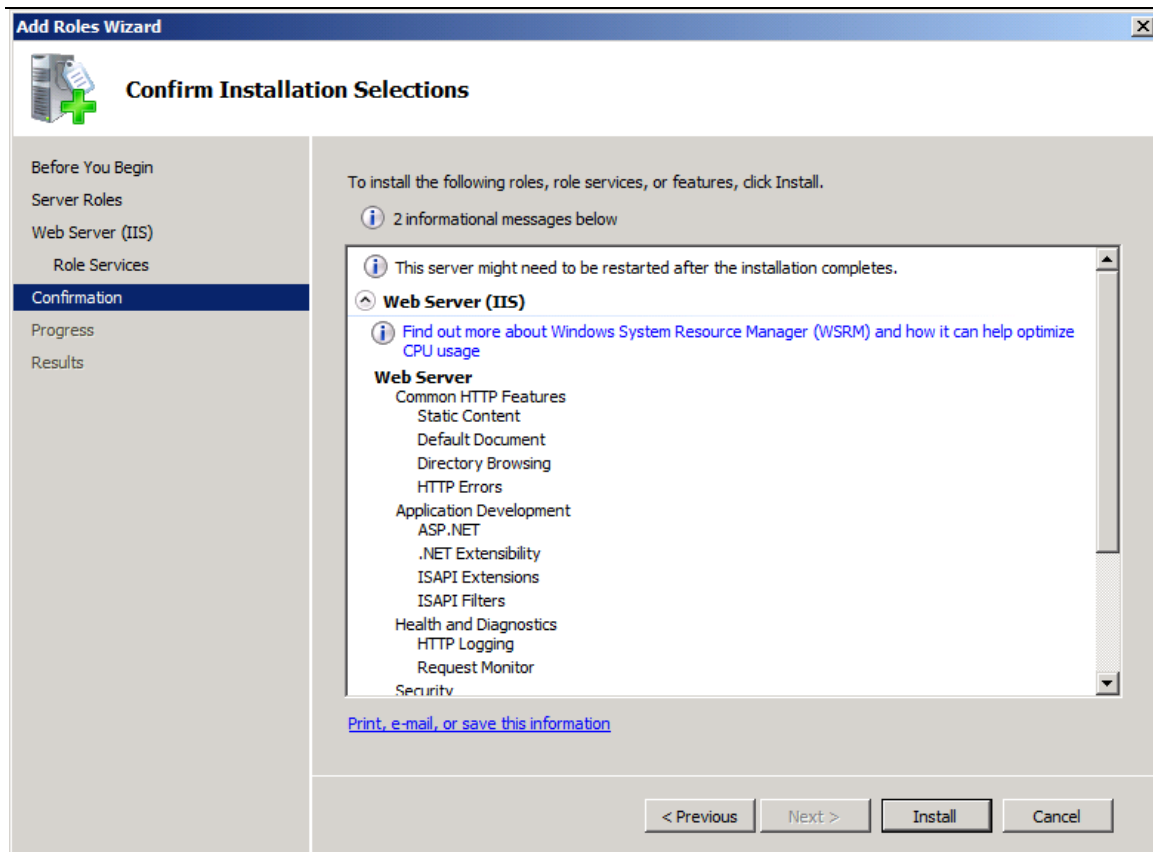 Add Roles Wizard
Confirm Installation Selections
Before You Begin
Server Roles
Web Server (IIS)
Role Services
Confirmation
Progress
Results
To install the following roles, role services, or features, click Install.
2 informational messages below
This server might need to be restarted after the installation completes.
Web Server (IIS)
Find out more about Windows System Resource Manager (WSRM) and how it can help optimize
CPU usage
Web Server
Common HTTP Features
Static Content
Default Document
Directory Browsing
HTTP Errors
Application Development
ASP.NET
.NET Extensibility
ISAPI Extensions
ISAPI Filters
Health and Diagnostics
HTTP Logging
Request Monitor
Security
Print, e-mail, or save this information
< Previous
Next >
Install
Cancel